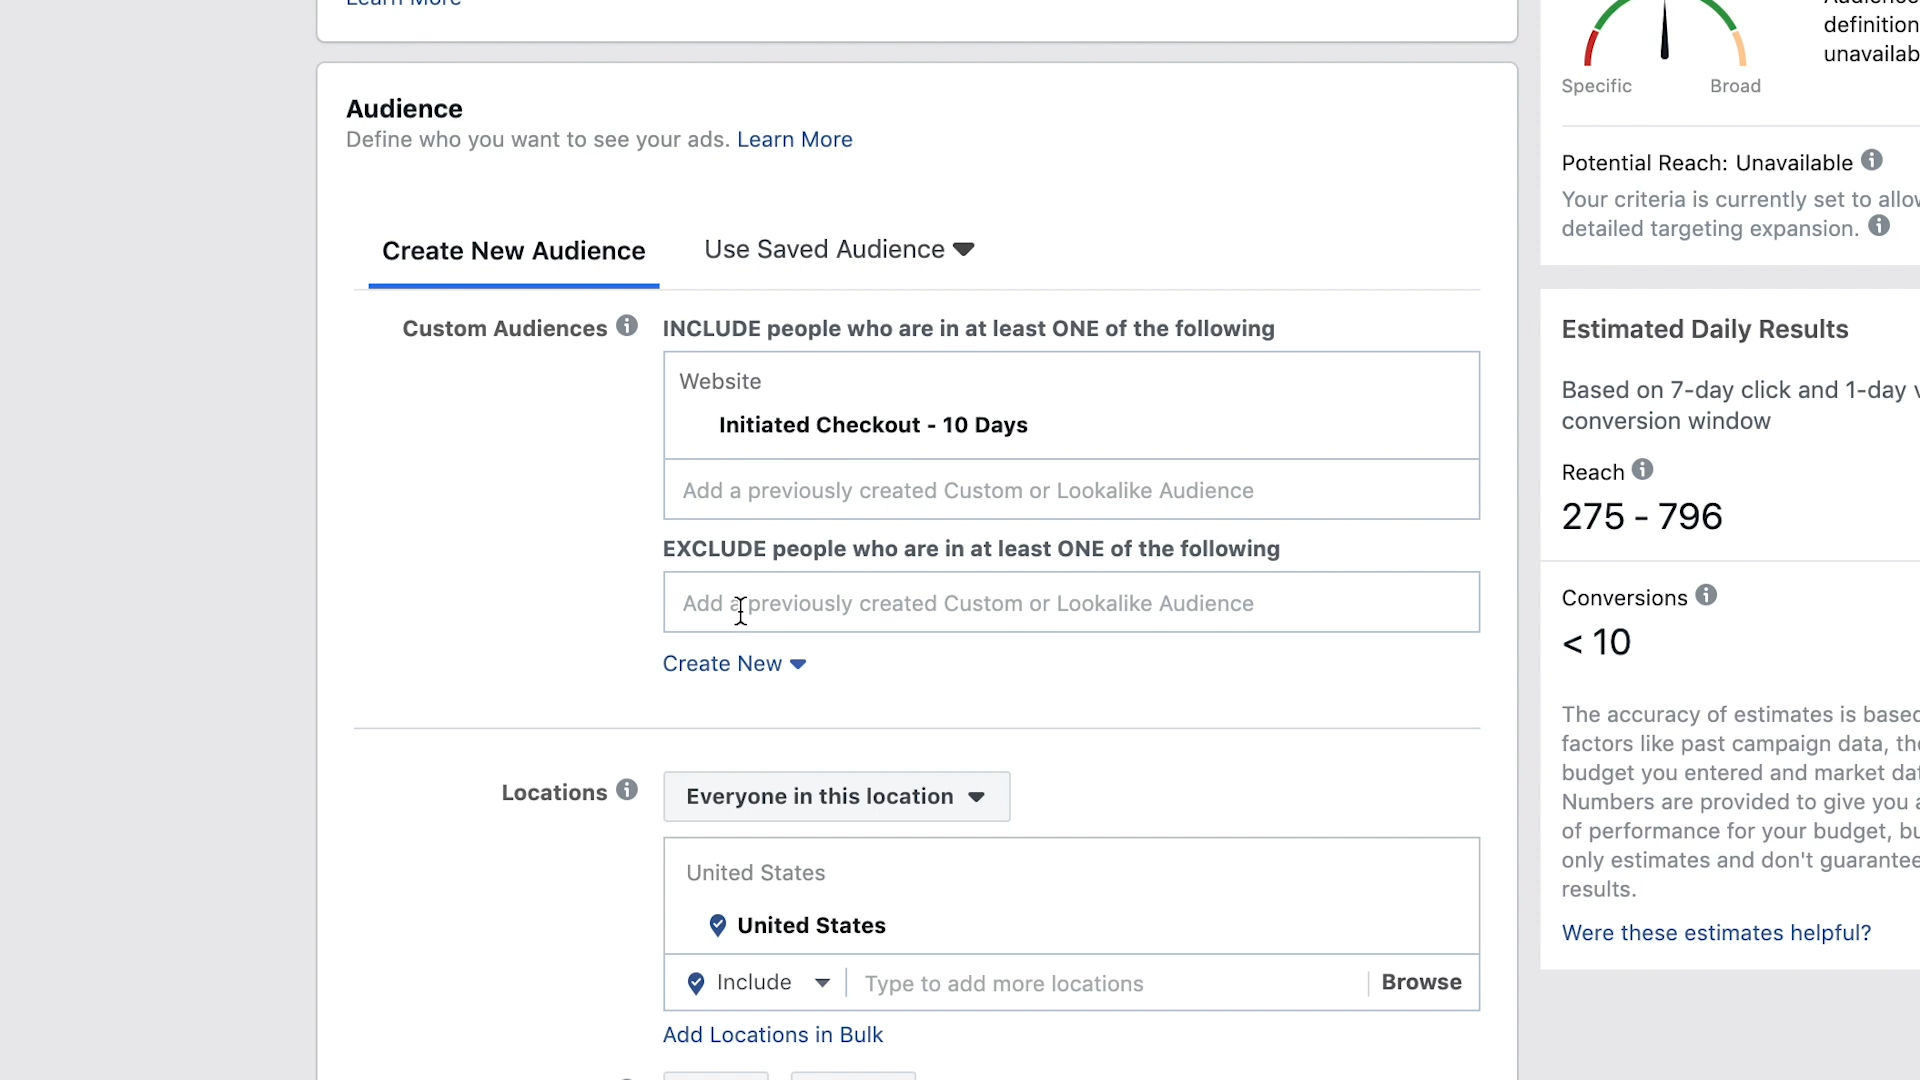 Learn More
Audience
Define who you want to see your ads. Learn More
Create New Audience
Use Saved Audience
Custom Audiences
INCLUDE people who are in at least ONE of the following
Website
Initiated Checkout - 10 Days
Add a previously created Custom or Lookalike Audience
EXCLUDE people who are in at least ONE of the following
Add a previously created Custom or Lookalike Audience
Create New
Locations
Everyone in this location
United States
United States
Include
Type to add more locations
Browse
Add Locations in Bulk
definition
unavailab
Specific
Broad
Potential Reach: Unavailable
Your criteria is currently set to allow
detailed targeting expansion.
Estimated Daily Results
Based on 7-day click and 1-day v
conversion window
Reach
275 - 796
Conversions
< 10
The accuracy of estimates is based
factors like past campaign data, the
budget you entered and market dat
Numbers are provided to give you a
of performance for your budget, bu
only estimates and don't guarantee
results.
Were these estimates helpful?